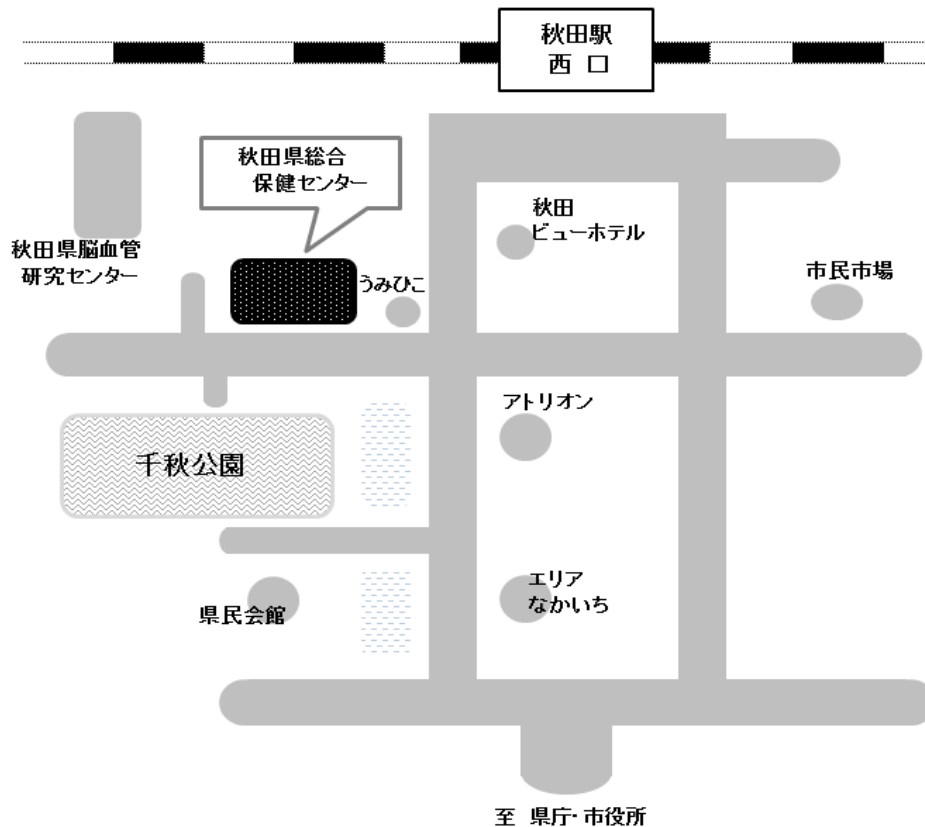 秋田駅
西 口
秋田県総合
保健センター
秋田
ビューホテル
秋田県脳血管
研究センター
うみひこ
市民市場
アトリオン
千秋公園
エリア
なかいち
県民会館
至 県庁・市役所